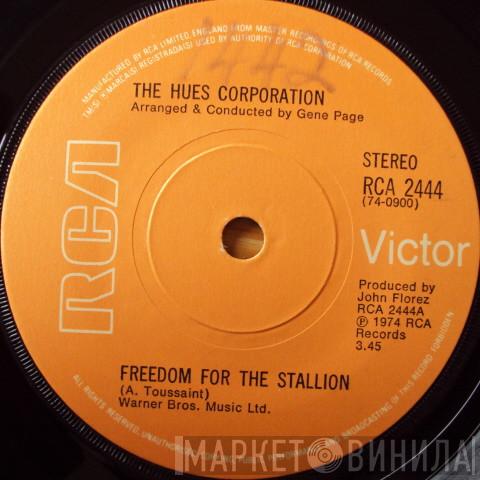 MANUFACTURED BY RCA LIMITED, ENGLAND FROM MASTER RECORDINGS OF RCA RECORDS
TM(S) ® MARCA(S) REGISTRADA(S) USED BY AUTHORITY OF RCA CORPORATION
1442
THE HUES CORPORATION
Arranged & Conducted by Gene Page
STEREO
RCA 2444
(74-0900)
RCA
Victor
Produced by
John Florez
RCA 2444A
℗ 1974 RCA
Records
3.45
FREEDOM FOR THE STALLION
(A. Toussaint)
Warner Bros. Music Ltd.
ALL RIGHTS RESERVED. UNAUTHORISED
BROADCASTING OF THIS RECORD FORBIDDEN
МАРКЕТ ВИНИЛА